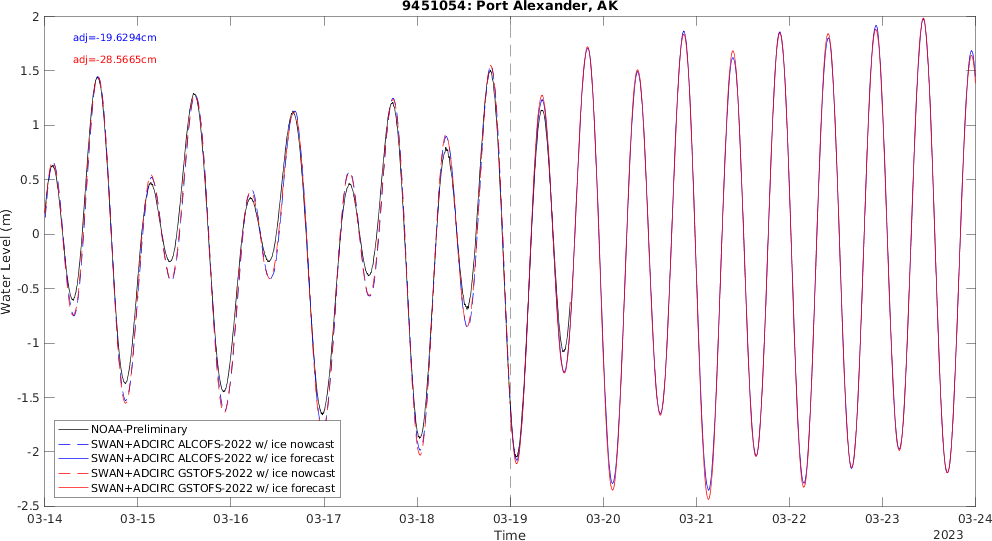 9451054: Port Alexander, AK
adj=-19.6294cm
adj=-28.5665cm
2
1.5
1
0.5
0
-0.5
-1
-1.5
-2
-2.5
Water Level (m)
NOAA-Preliminary
SWAN+ADCIRC ALCOFS-2022 w/ ice nowcast
SWAN+ADCIRC ALCOFS-2022 w/ ice forecast
SWAN+ADCIRC GSTOFS-2022 w/ ice nowcast
SWAN+ADCIRC GSTOFS-2022 w/ ice forecast
03-14 03-15 03-16 03-17 03-18 03-19 03-20 03-21 03-22 03-23 03-24
Time
2023